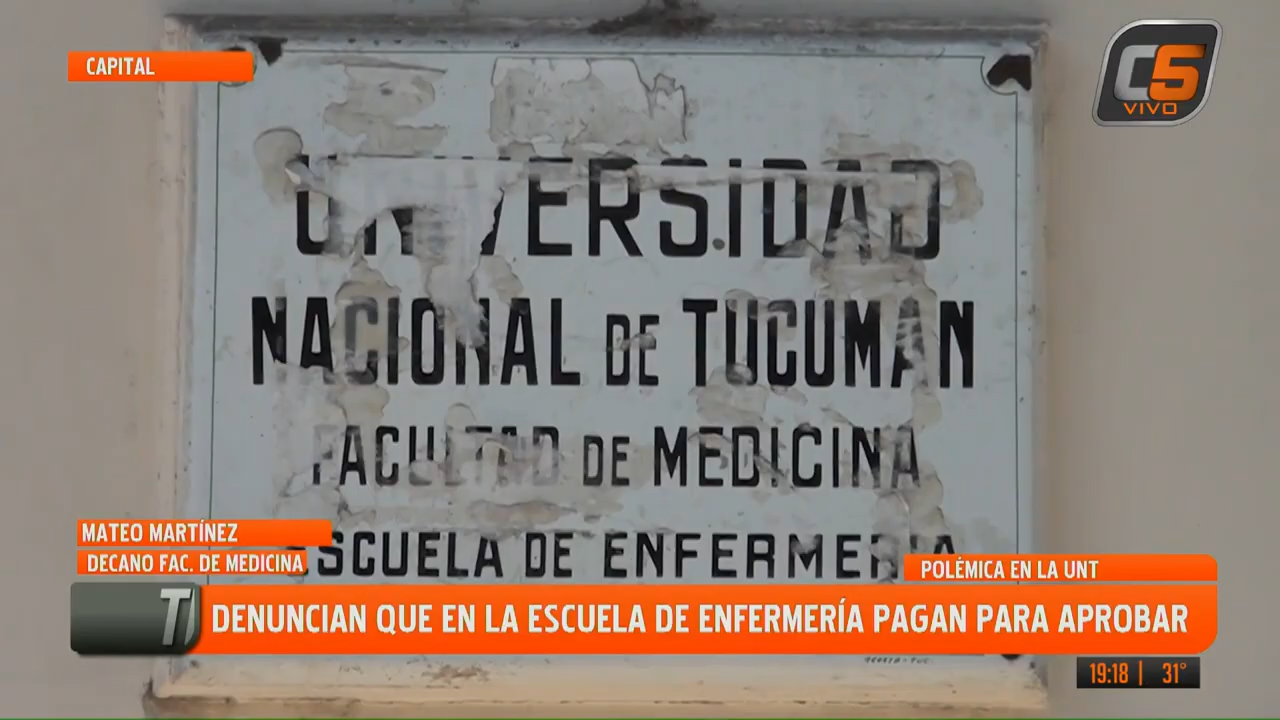 CAPITAL
C5
VIVO
UNIVERSIDAD
NACIONAL DE TUCUMAN
FACULTAD DE MEDICINA
ESCUELA DE ENFERMERIA
MATEO MARTÍNEZ
DECANO FAC. DE MEDICINA
POLÉMICA EN LA UNT
DENUNCIAN QUE EN LA ESCUELA DE ENFERMERÍA PAGAN PARA APROBAR
19:18 | 31°